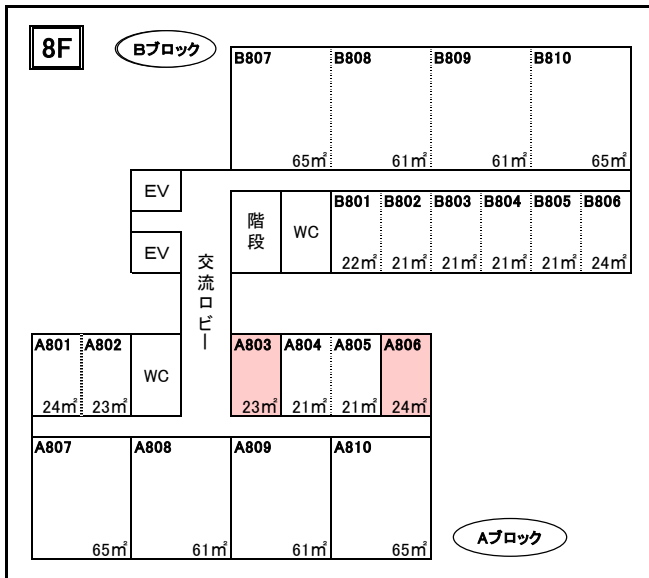 8F
Bブロック
B807 B808 B809 B810
65㎡ 61㎡ 61㎡ 65㎡
EV
階段
WC
B801 B802 B803 B804 B805 B806
22㎡ 21㎡ 21㎡ 21㎡ 21㎡ 24㎡
EV
交流ロビー
A801 A802
WC
A803 A804 A805 A806
24㎡ 23㎡
23㎡ 21㎡ 21㎡ 24㎡
A807 A808 A809 A810
65㎡ 61㎡ 61㎡ 65㎡
Aブロック